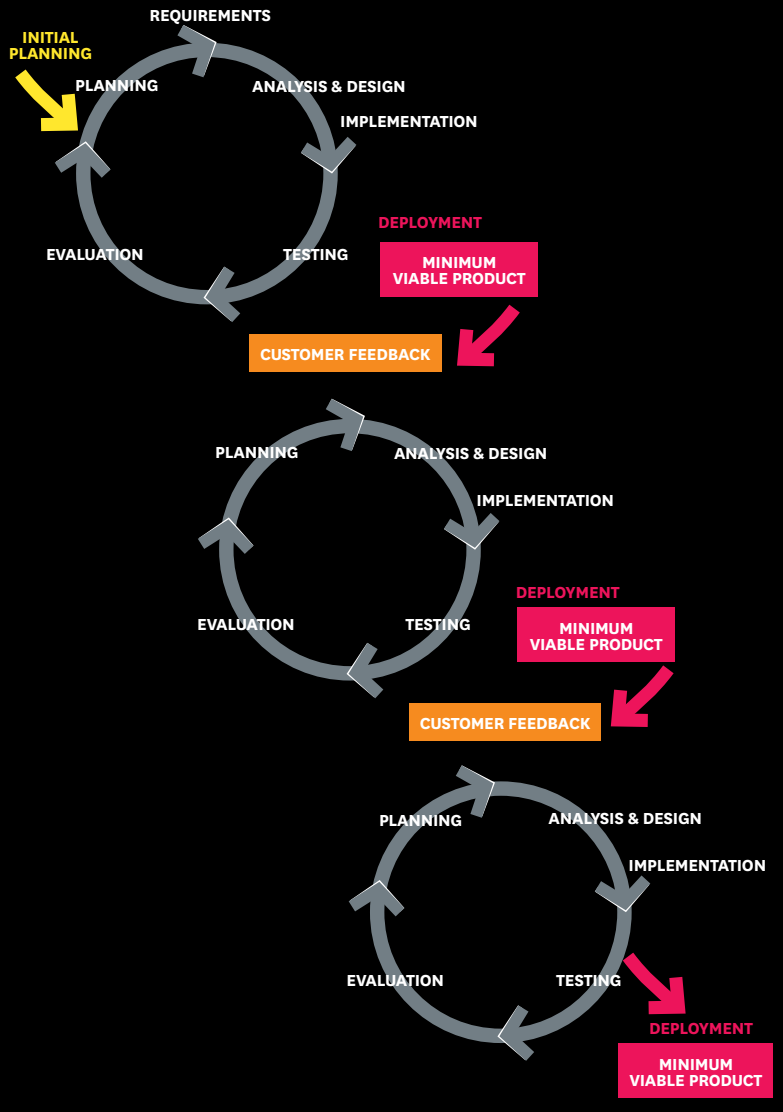 REQUIREMENTS
INITIAL
PLANNING
PLANNING
ANALYSIS & DESIGN
IMPLEMENTATION
DEPLOYMENT
EVALUATION
TESTING
MINIMUM
VIABLE PRODUCT
CUSTOMER FEEDBACK
PLANNING
ANALYSIS & DESIGN
IMPLEMENTATION
DEPLOYMENT
EVALUATION
TESTING
MINIMUM
VIABLE PRODUCT
CUSTOMER FEEDBACK
PLANNING
ANALYSIS & DESIGN
IMPLEMENTATION
EVALUATION
TESTING
DEPLOYMENT
MINIMUM
VIABLE PRODUCT